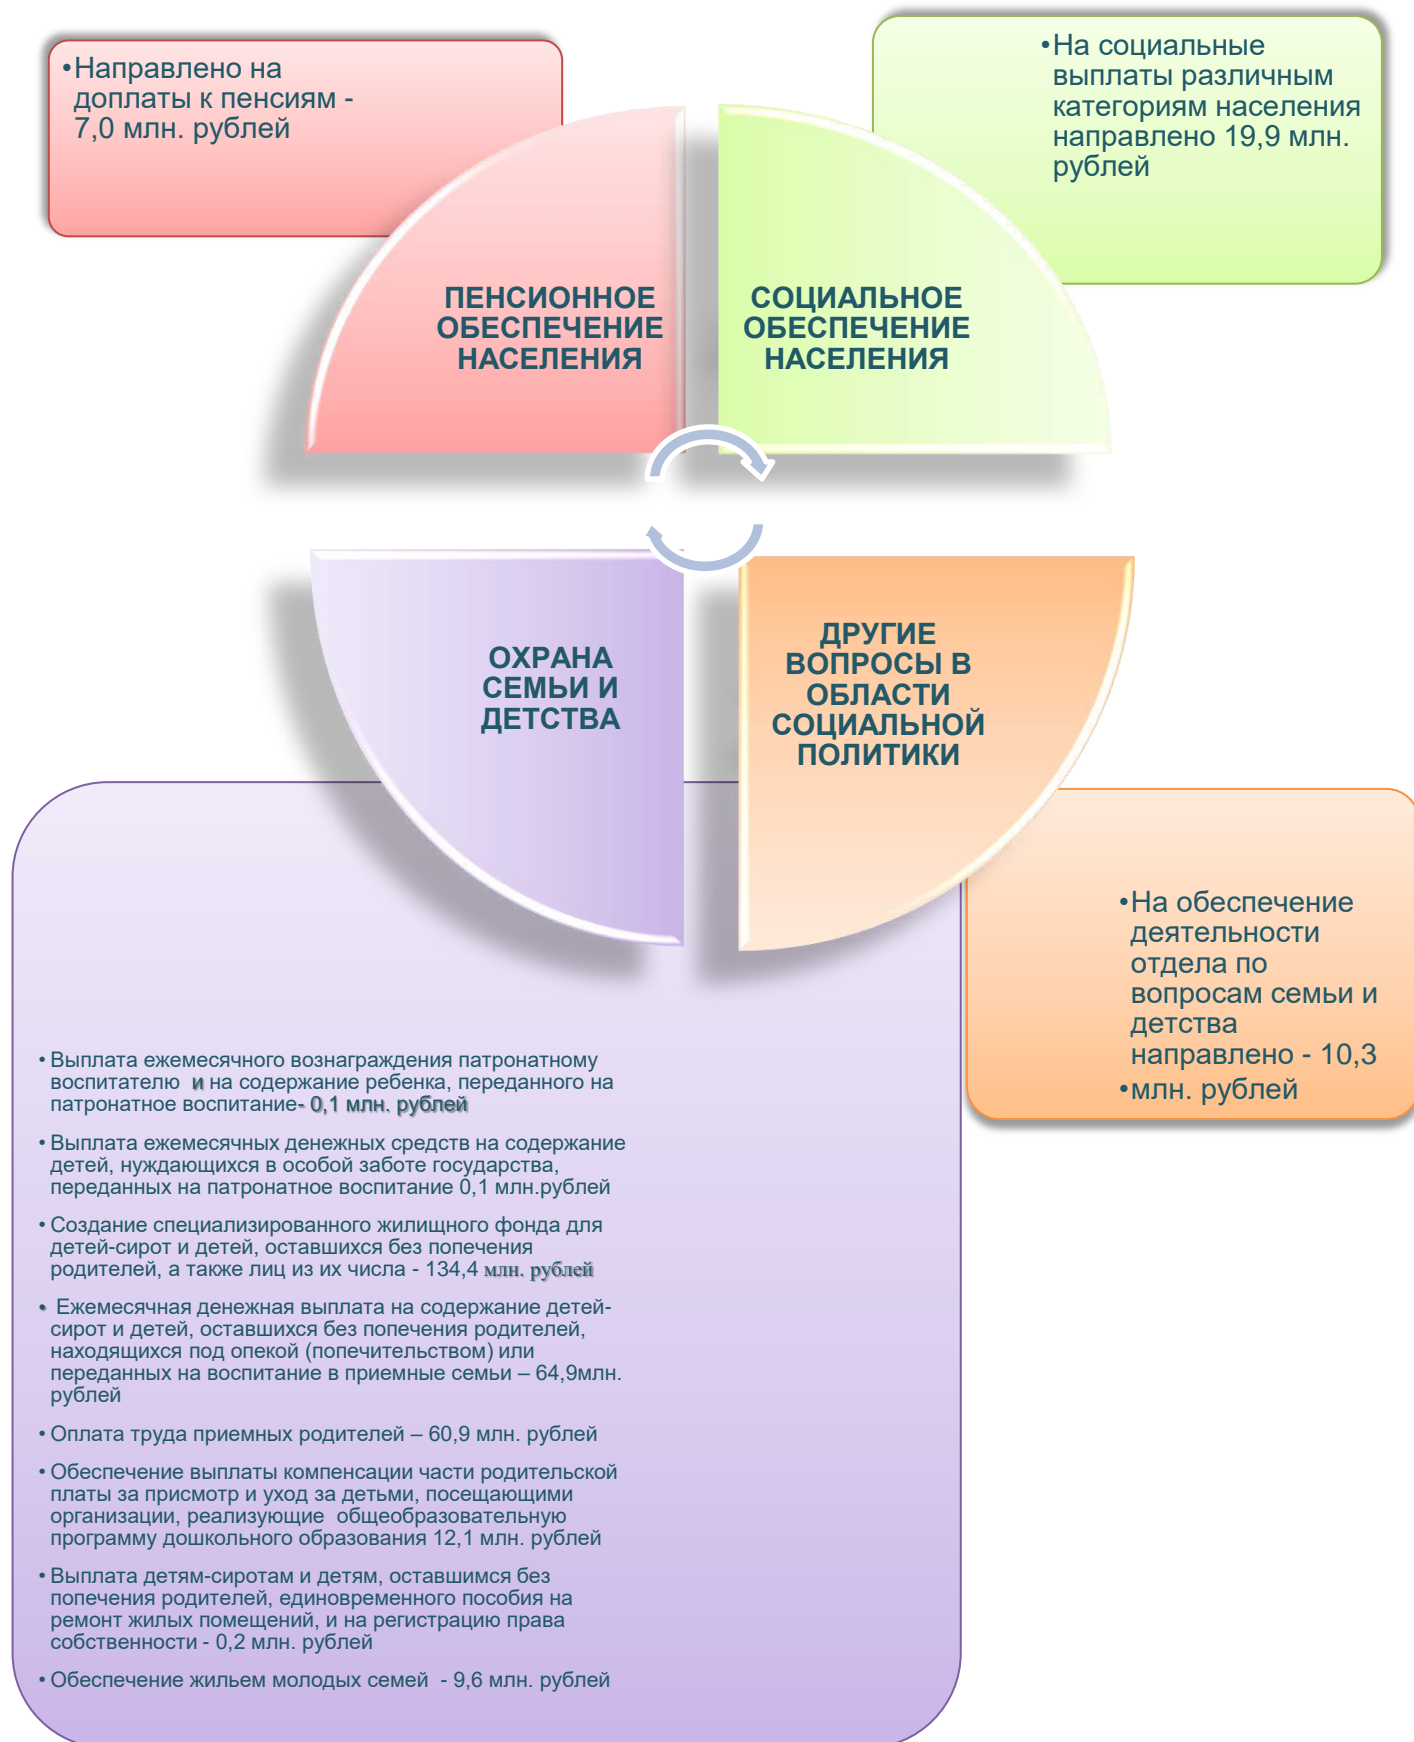 •Направлено на
доплаты к пенсиям -
7,0 млн. рублей
•На социальные
выплаты различным
категориям населения
направлено 19,9 млн.
рублей
ПЕНСИОННОЕ
ОБЕСПЕЧЕНИЕ
НАСЕЛЕНИЯ
СОЦИАЛЬНОЕ
ОБЕСПЕЧЕНИЕ
НАСЕЛЕНИЯ
ОХРАНА
СЕМЬИ И
ДЕТСТВА
ДРУГИЕ
ВОПРОСЫ В
ОБЛАСТИ
СОЦИАЛЬНОЙ
ПОЛИТИКИ
•На обеспечение
деятельности
отдела по
вопросам семьи и
детства
направлено - 10,3
•млн. рублей
• Выплата ежемесячного вознаграждения патронатному
воспитателю и на содержание ребенка, переданного на
патронатное воспитание- 0,1 млн. рублей
• Выплата ежемесячных денежных средств на содержание
детей, нуждающихся в особой заботе государства,
переданных на патронатное воспитание 0,1 млн.рублей
• Создание специализированного жилищного фонда для
детей-сирот и детей, оставшихся без попечения
родителей, а также лиц из их числа - 134,4 млн. рублей
• Ежемесячная денежная выплата на содержание детей-
сирот и детей, оставшихся без попечения родителей,
находящихся под опекой (попечительством) или
переданных на воспитание в приемные семьи – 64,9млн.
рублей
• Оплата труда приемных родителей – 60,9 млн. рублей
• Обеспечение выплаты компенсации части родительской
платы за присмотр и уход за детьми, посещающими
организации, реализующие общеобразовательную
программу дошкольного образования 12,1 млн. рублей
• Выплата детям-сиротам и детям, оставшимся без
попечения родителей, единовременного пособия на
ремонт жилых помещений, и на регистрацию права
собственности - 0,2 млн. рублей
• Обеспечение жильем молодых семей - 9,6 млн. рублей